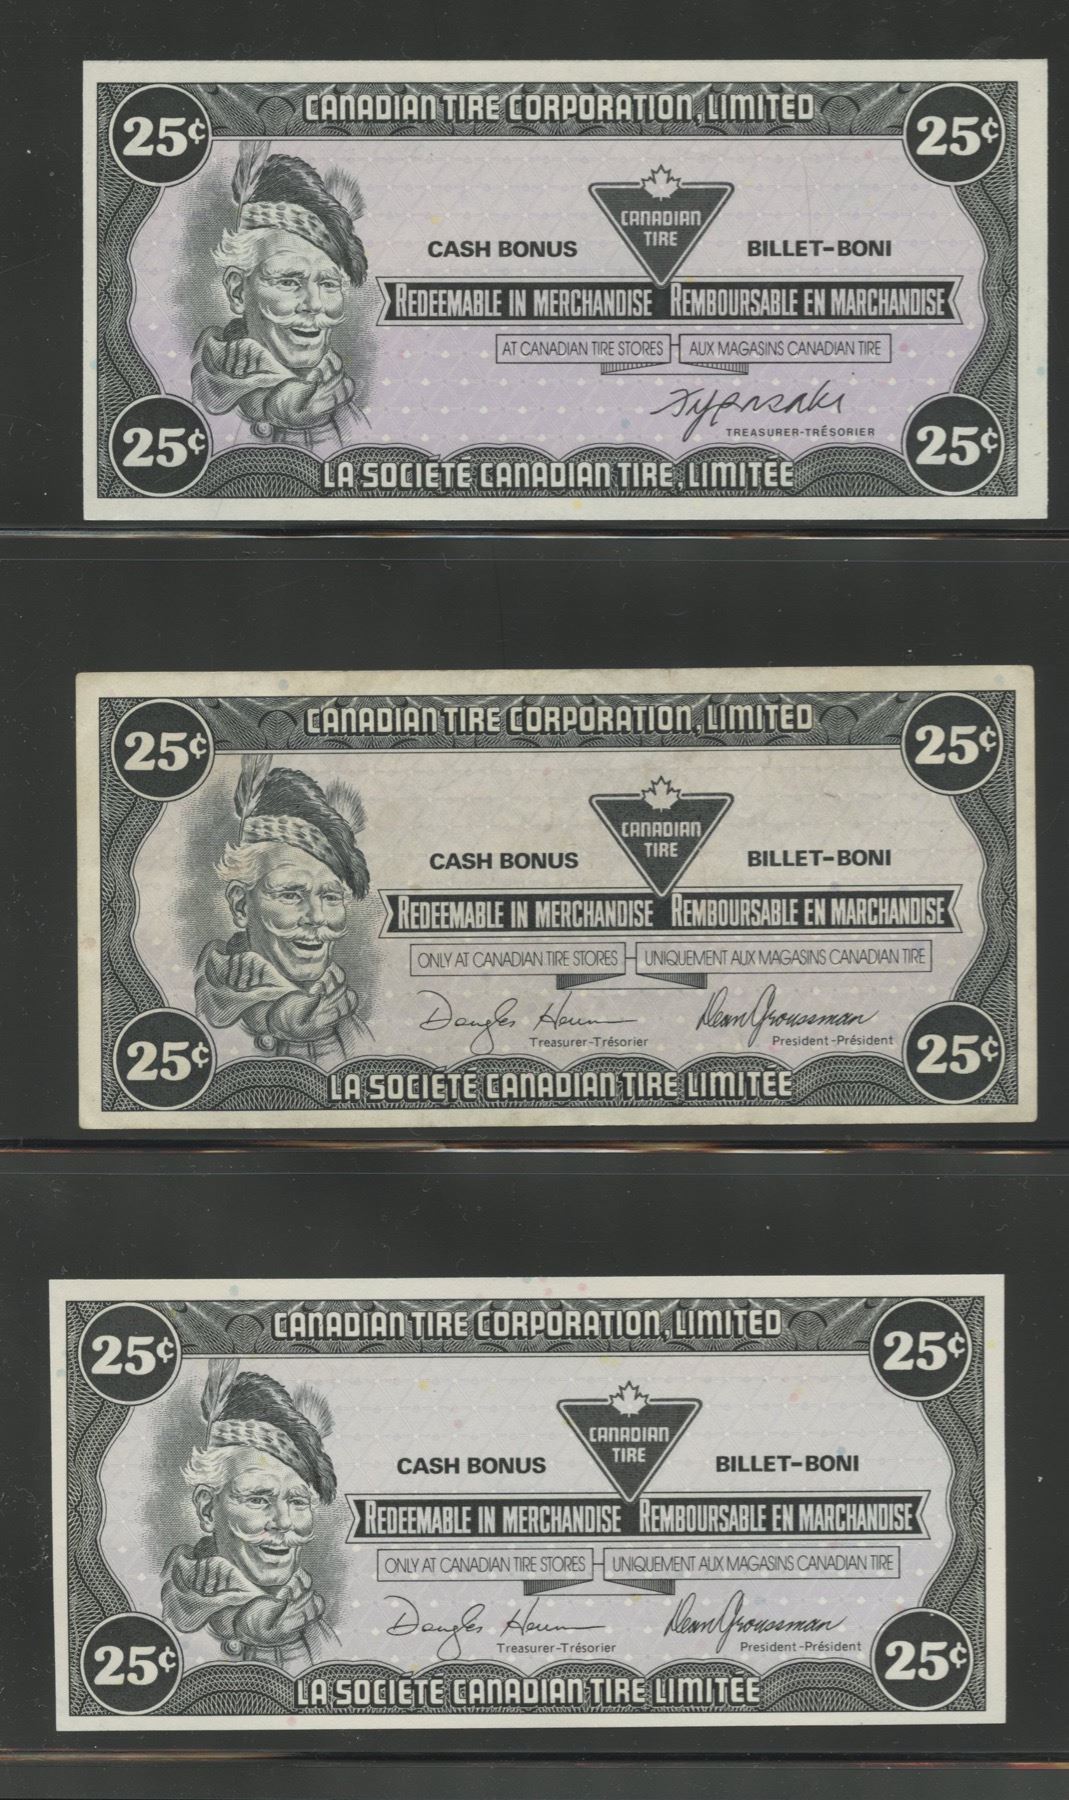 CANADIAN TIRE CORPORATION, LIMITED
25¢ 25¢
CANADIAN
TIRE
CASH BONUS BILLET-BONI
REDEEMABLE IN MERCHANDISE REMBOURSABLE EN MARCHANDISE
AT CANADIAN TIRE STORES AUX MAGASINS CANADIAN TIRE
TREASURER-TRÉSORIER
25¢ 25¢
LA SOCIÉTÉ CANADIAN TIRE, LIMITÉE
CANADIAN TIRE CORPORATION, LIMITED
25¢ 25¢
CANADIAN
TIRE
CASH BONUS BILLET-BONI
REDEEMABLE IN MERCHANDISE REMBOURSABLE EN MARCHANDISE
ONLY AT CANADIAN TIRE STORES UNIQUEMENT AUX MAGASINS CANADIAN TIRE
Dean Groussman
Treasurer-Trésorier President-Président
25¢ 25¢
LA SOCIÉTÉ CANADIAN TIRE LIMITÉE
CANADIAN TIRE CORPORATION, LIMITED
25¢ 25¢
CANADIAN
TIRE
CASH BONUS BILLET-BONI
REDEEMABLE IN MERCHANDISE REMBOURSABLE EN MARCHANDISE
ONLY AT CANADIAN TIRE STORES UNIQUEMENT AUX MAGASINS CANADIAN TIRE
Dean Groussman
Treasurer-Trésorier President-Président
25¢ 25¢
LA SOCIÉTÉ CANADIAN TIRE LIMITÉE